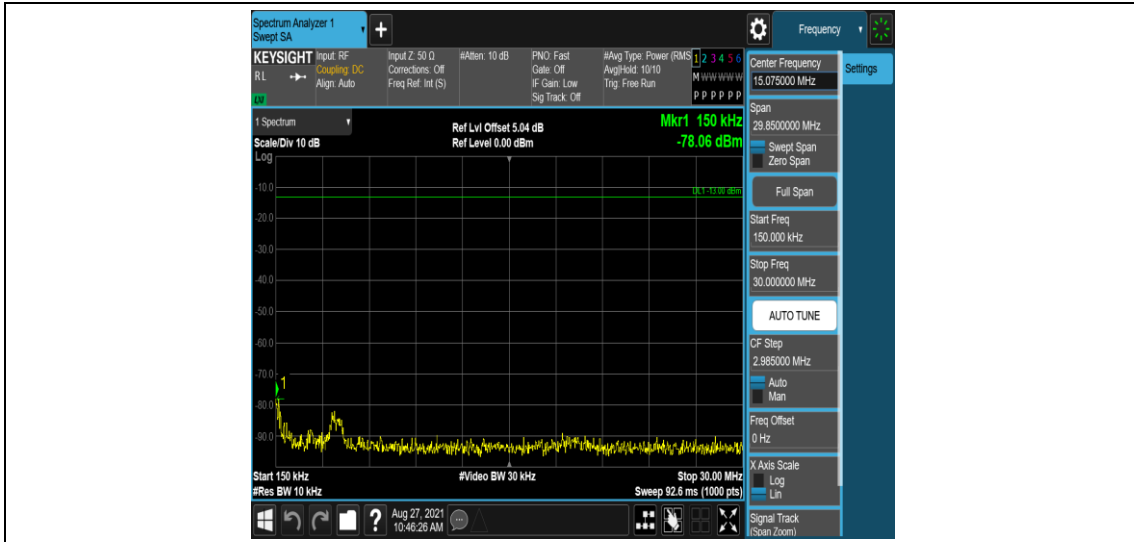 Spectrum Analyzer 1
Swept SA
+
Frequency
KEYSIGHT
RL
LXI
Input: RF
Coupling: DC
Align: Auto
Input Z: 50 Ω
Corrections: Off
Freq Ref: Int (S)
#Atten: 10 dB
PNO: Fast
Gate: Off
IF Gain: Low
Sig Track: Off
#Avg Type: Power (RMS
Avg|Hold: 10/10
Trig: Free Run
1 2 3 4 5 6
M W W W W W
P P P P P P
1 Spectrum
Scale/Div 10 dB
Log
Ref Lvl Offset 5.04 dB
Ref Level 0.00 dBm
Mkr1 150 kHz
-78.06 dBm
DL1 -13.00 dBm
-10.0
-20.0
-30.0
-40.0
-50.0
-60.0
-70.0
1
-80.0
-90.0
Start 150 kHz
#Res BW 10 kHz
#Video BW 30 kHz
Stop 30.00 MHz
Sweep 92.6 ms (1000 pts)
Center Frequency
15.075000 MHz
Settings
Span
29.8500000 MHz
Swept Span
Zero Span
Full Span
Start Freq
150.000 kHz
Stop Freq
30.000000 MHz
AUTO TUNE
CF Step
2.985000 MHz
Auto
Man
Freq Offset
0 Hz
X Axis Scale
Log
Lin
Signal Track
(Span Zoom)
?
Aug 27, 2021
10:46:26 AM